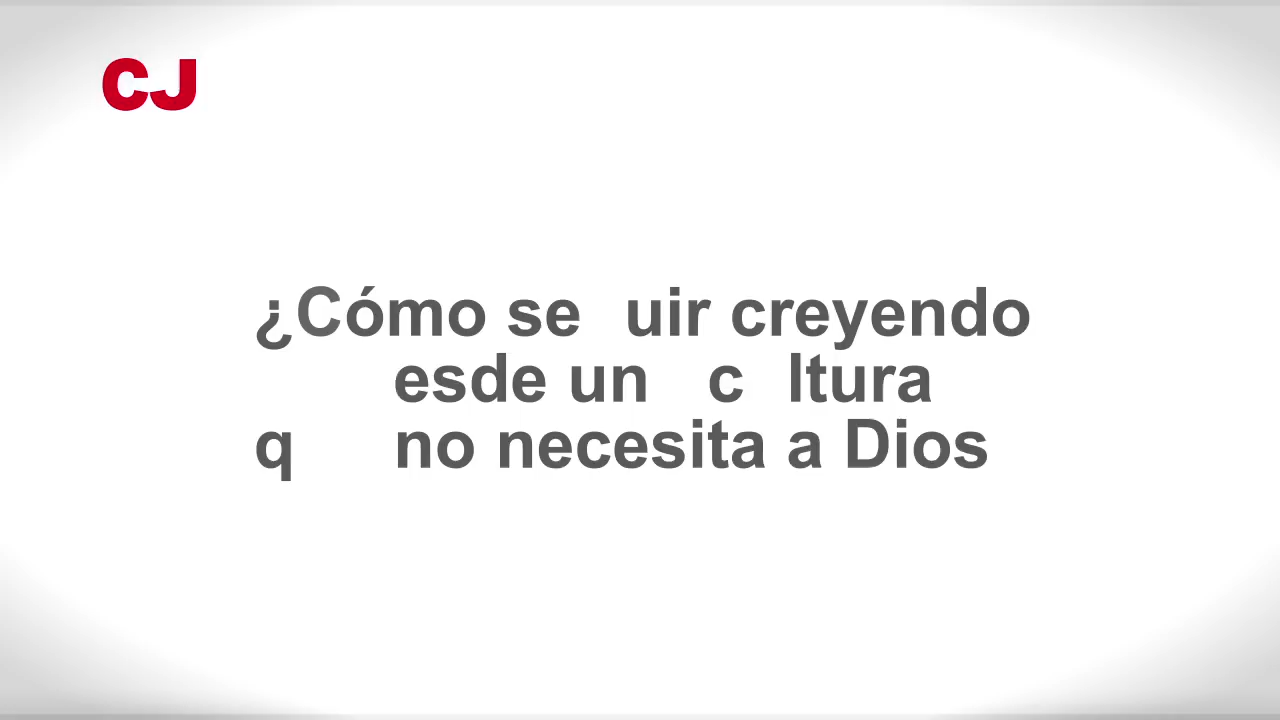 CJ
¿Cómo se uir creyendo
esde un c ltura
q no necesita a Dios